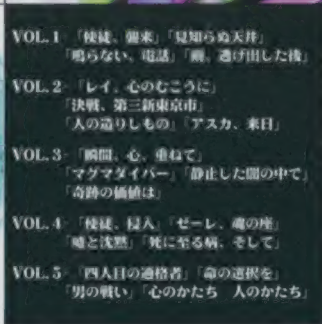 VOL.1 「使徒、襲来」「見知らぬ天井」
「鳴らない、電話」「雨、逃げ出した後」
VOL.2 「レイ、心のむこうに」
「決戦、第三新東京市」
「人の造りしもの」「アスカ、来日」
VOL.3 「瞬間、心、重ねて」
「マグマダイバー」「静止した闇の中で」
「奇跡の価値は」
VOL.4 「使徒、侵入」「ゼーレ、魂の座」
「嘘と沈黙」「死に至る病、そして」
VOL.5 「四人目の適格者」「命の選択を」
「男の戦い」「心のかたち 人のかたち」